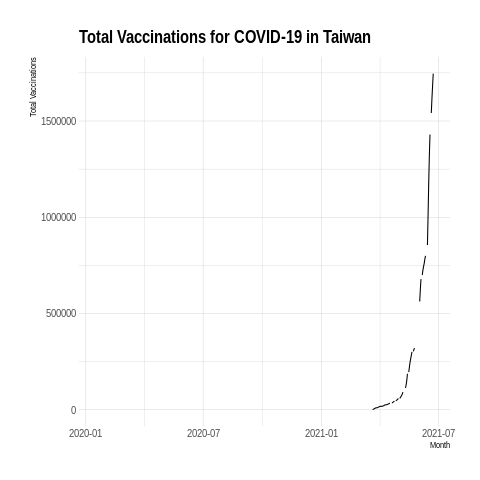 Total Vaccinations for COVID-19 in Taiwan
Total Vaccinations
1500000
1000000
500000
0
2020-01 2020-07 2021-01 2021-07
Month